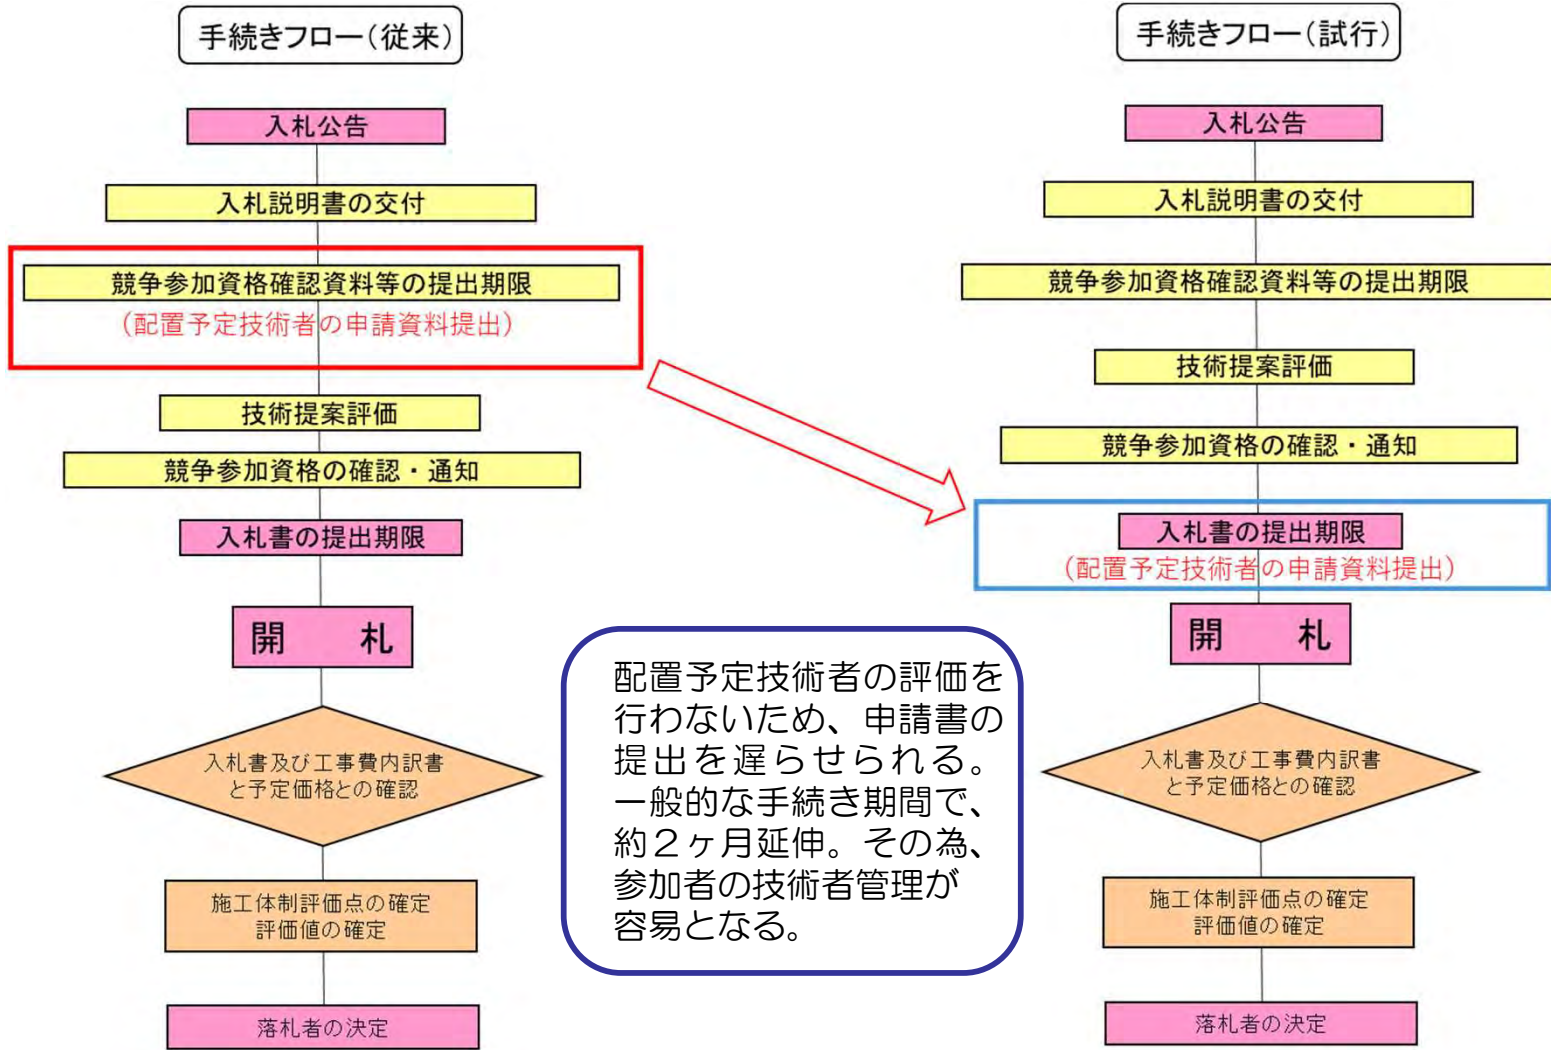 手続きフロー(従来)
入札公告
入札説明書の交付
競争参加資格確認資料等の提出期限
(配置予定技術者の申請資料提出)
技術提案評価
競争参加資格の確認・通知
入札書の提出期限
開　札
入札書及び工事費内訳書
と予定価格との確認
施工体制評価点の確定
評価値の確定
落札者の決定
手続きフロー(試行)
入札公告
入札説明書の交付
競争参加資格確認資料等の提出期限
技術提案評価
競争参加資格の確認・通知
入札書の提出期限
(配置予定技術者の申請資料提出)
開　札
入札書及び工事費内訳書
と予定価格との確認
施工体制評価点の確定
評価値の確定
落札者の決定
配置予定技術者の評価を
行わないため、申請書の
提出を遅らせられる。
一般的な手続き期間で、
約２ヶ月延伸。その為、
参加者の技術者管理が
容易となる。